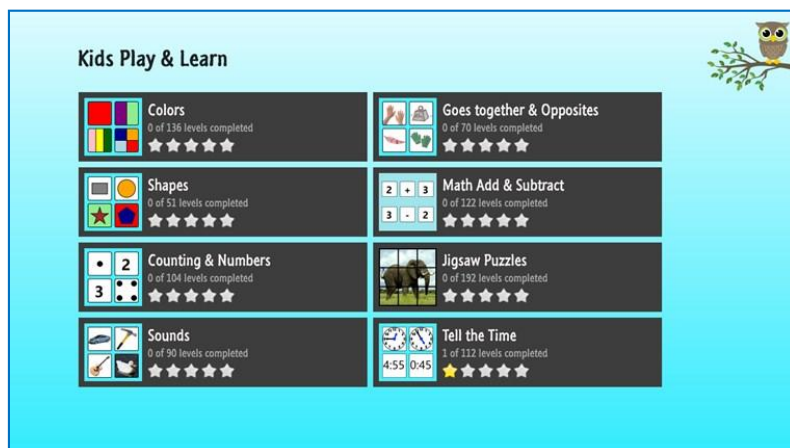 Kids Play & Learn
Colors
0 of 136 levels completed
Goes together & Opposites
0 of 70 levels completed
Shapes
0 of 51 levels completed
2 + 3
3 - 2
Math Add & Subtract
0 of 122 levels completed
2
3
Counting & Numbers
0 of 104 levels completed
Jigsaw Puzzles
0 of 192 levels completed
Sounds
0 of 90 levels completed
4:55 0:45
Tell the Time
1 of 112 levels completed